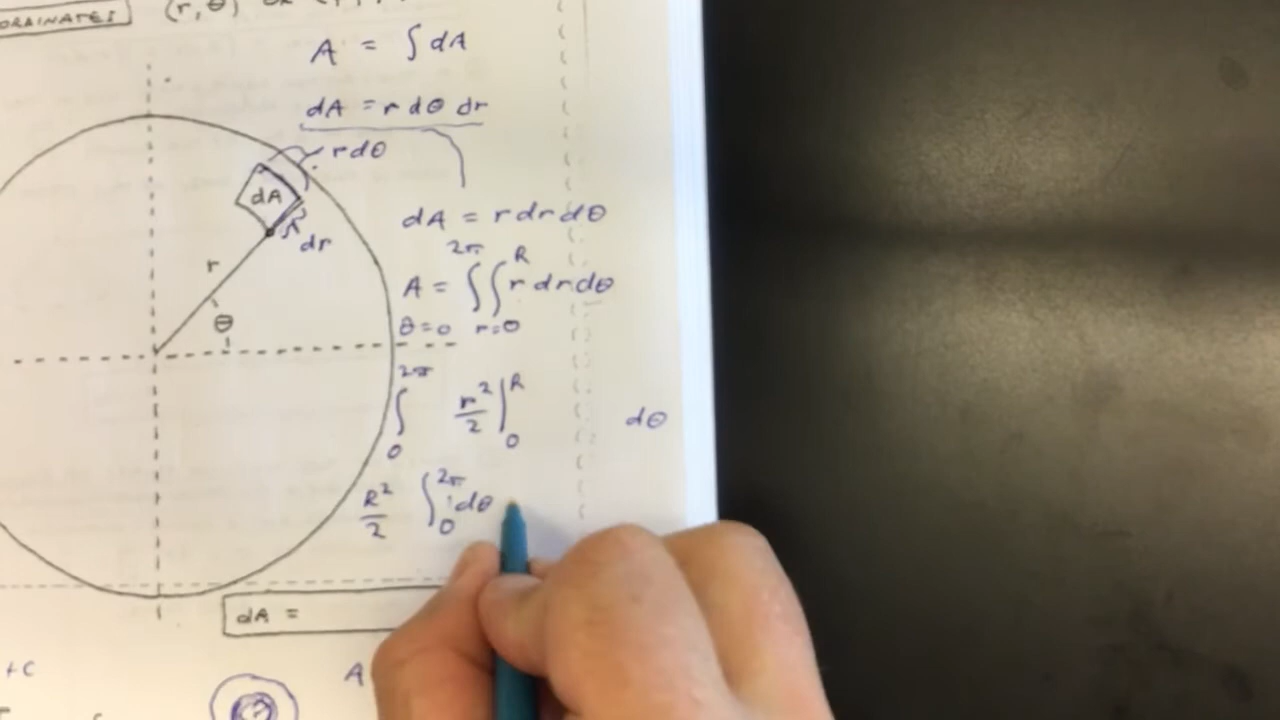 ORDINATES (r, θ)
A = ∫ dA
dA = r dθ dr
r dθ
dA
dr
dA = r dr dθ
r
θ
2π R
A = ∫∫ r dr dθ
θ=0 r=0
2π
∫ r²/2 |R dθ
0 0
R²/2 ∫ 1 dθ
2π
0
dA =
+C
A